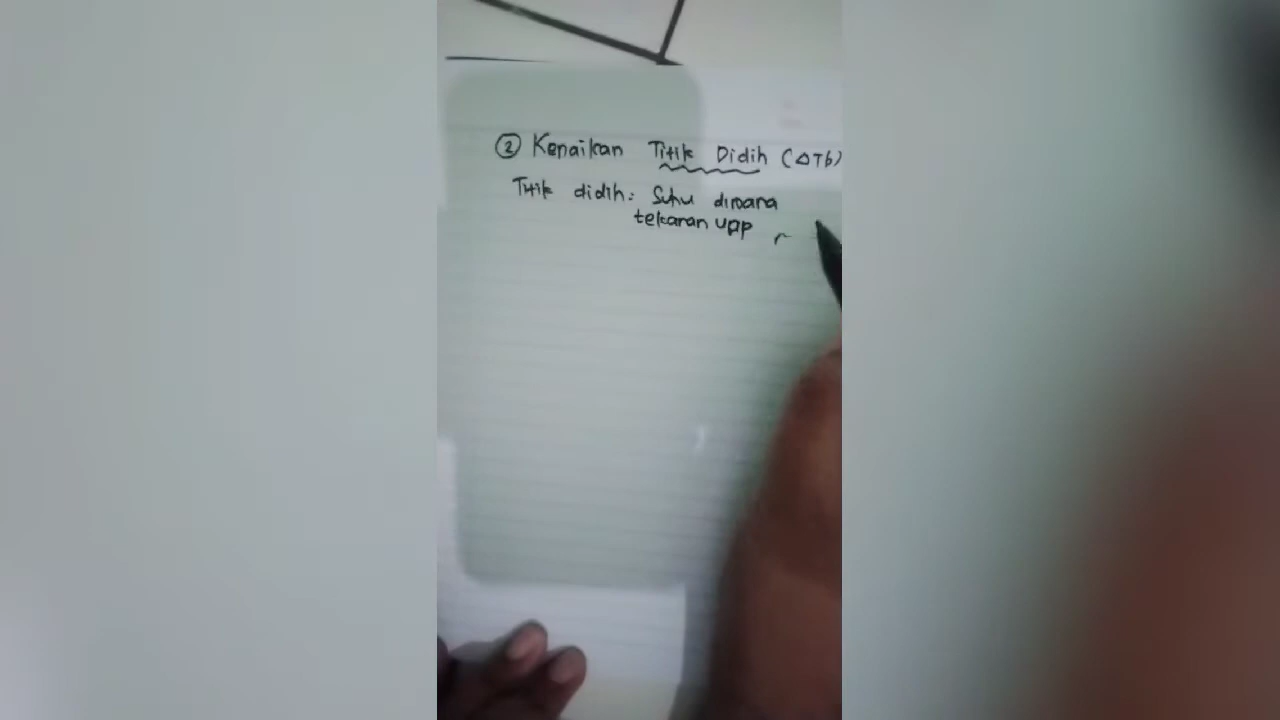 ② Kenaikan Titik Didih (ΔTb)
Titik didih: Suhu dimana
tekanan uap